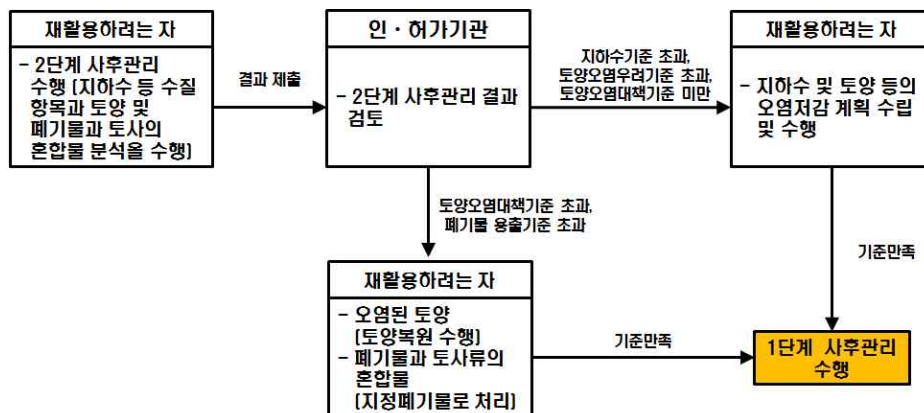 재활용하려는 자
- 2단계 사후관리
수행 (지하수 등 수질
항목과 토양 및
폐기물과 토사의
혼합물 분석올 수행)
결과 제출
인 · 허가기관
- 2단계 사후관리 결과
검토
지하수기준 초과,
토양오염우려기준 초과,
토양오염대책기준 미만
재활용하려는 자
- 지하수 및 토양 등의
오염저감 계획 수립
및 수행
토양오염대책기준 초과,
폐기물 용출기준 초과
기준만족
재활용하려는 자
- 오염된 토양
(토양복원 수행)
- 폐기물과 토사류의
혼합물
(지정폐기물로 처리)
기준만족
1단계 사후관리
수행